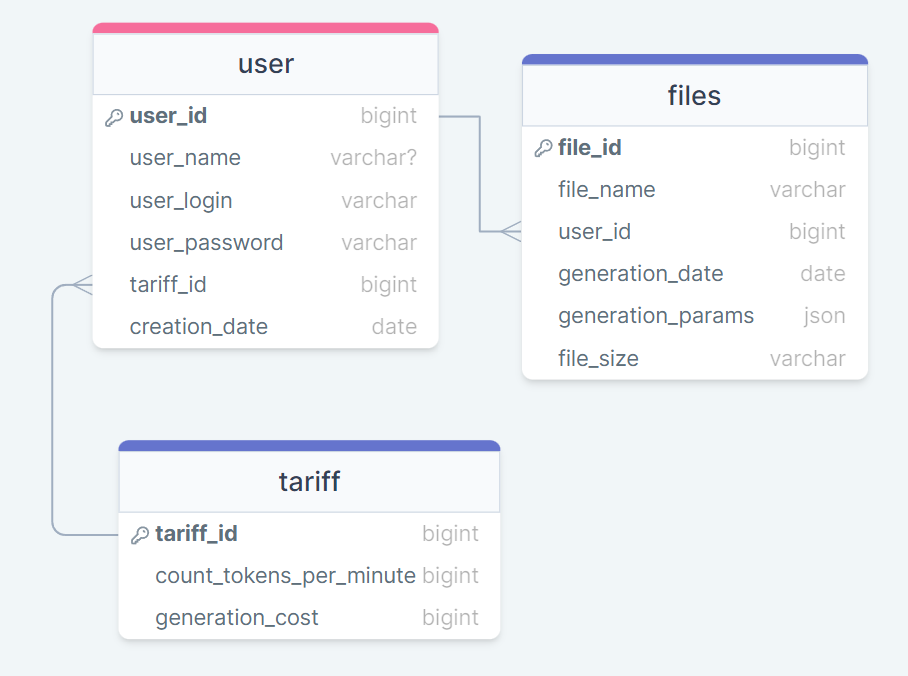 user
user_id bigint
user_name varchar?
user_login varchar
user_password varchar
tariff_id bigint
creation_date date
files
file_id bigint
file_name varchar
user_id bigint
generation_date date
generation_params json
file_size varchar
tariff
tariff_id bigint
count_tokens_per_minute bigint
generation_cost bigint